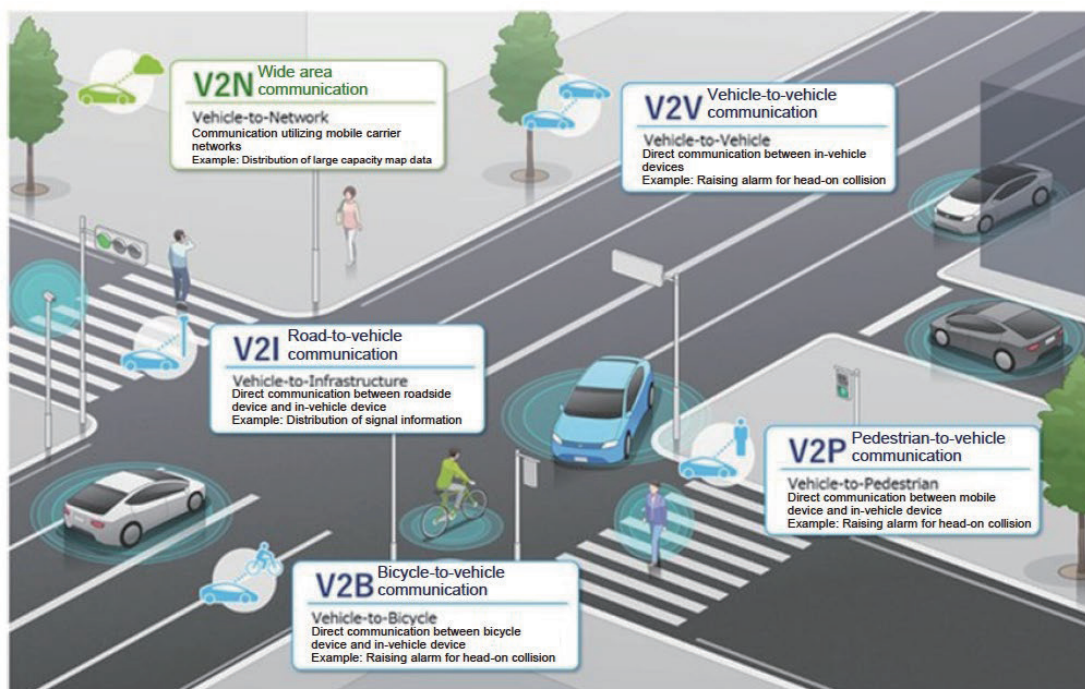 V2N Wide area
communication
Vehicle-to-Network
Communication utilizing mobile carrier
networks
Example: Distribution of large capacity map data
V2V Vehicle-to-vehicle
communication
Vehicle-to-Vehicle
Direct communication between in-vehicle
devices
Example: Raising alarm for head-on collision
V2I Road-to-vehicle
communication
Vehicle-to-Infrastructure
Direct communication between roadside
device and in-vehicle device
Example: Distribution of signal information
V2P Pedestrian-to-vehicle
communication
Vehicle-to-Pedestrian
Direct communication between mobile
device and in-vehicle device
Example: Raising alarm for head-on collision
V2B Bicycle-to-vehicle
communication
Vehicle-to-Bicycle
Direct communication between bicycle
device and in-vehicle device
Example: Raising alarm for head-on collision